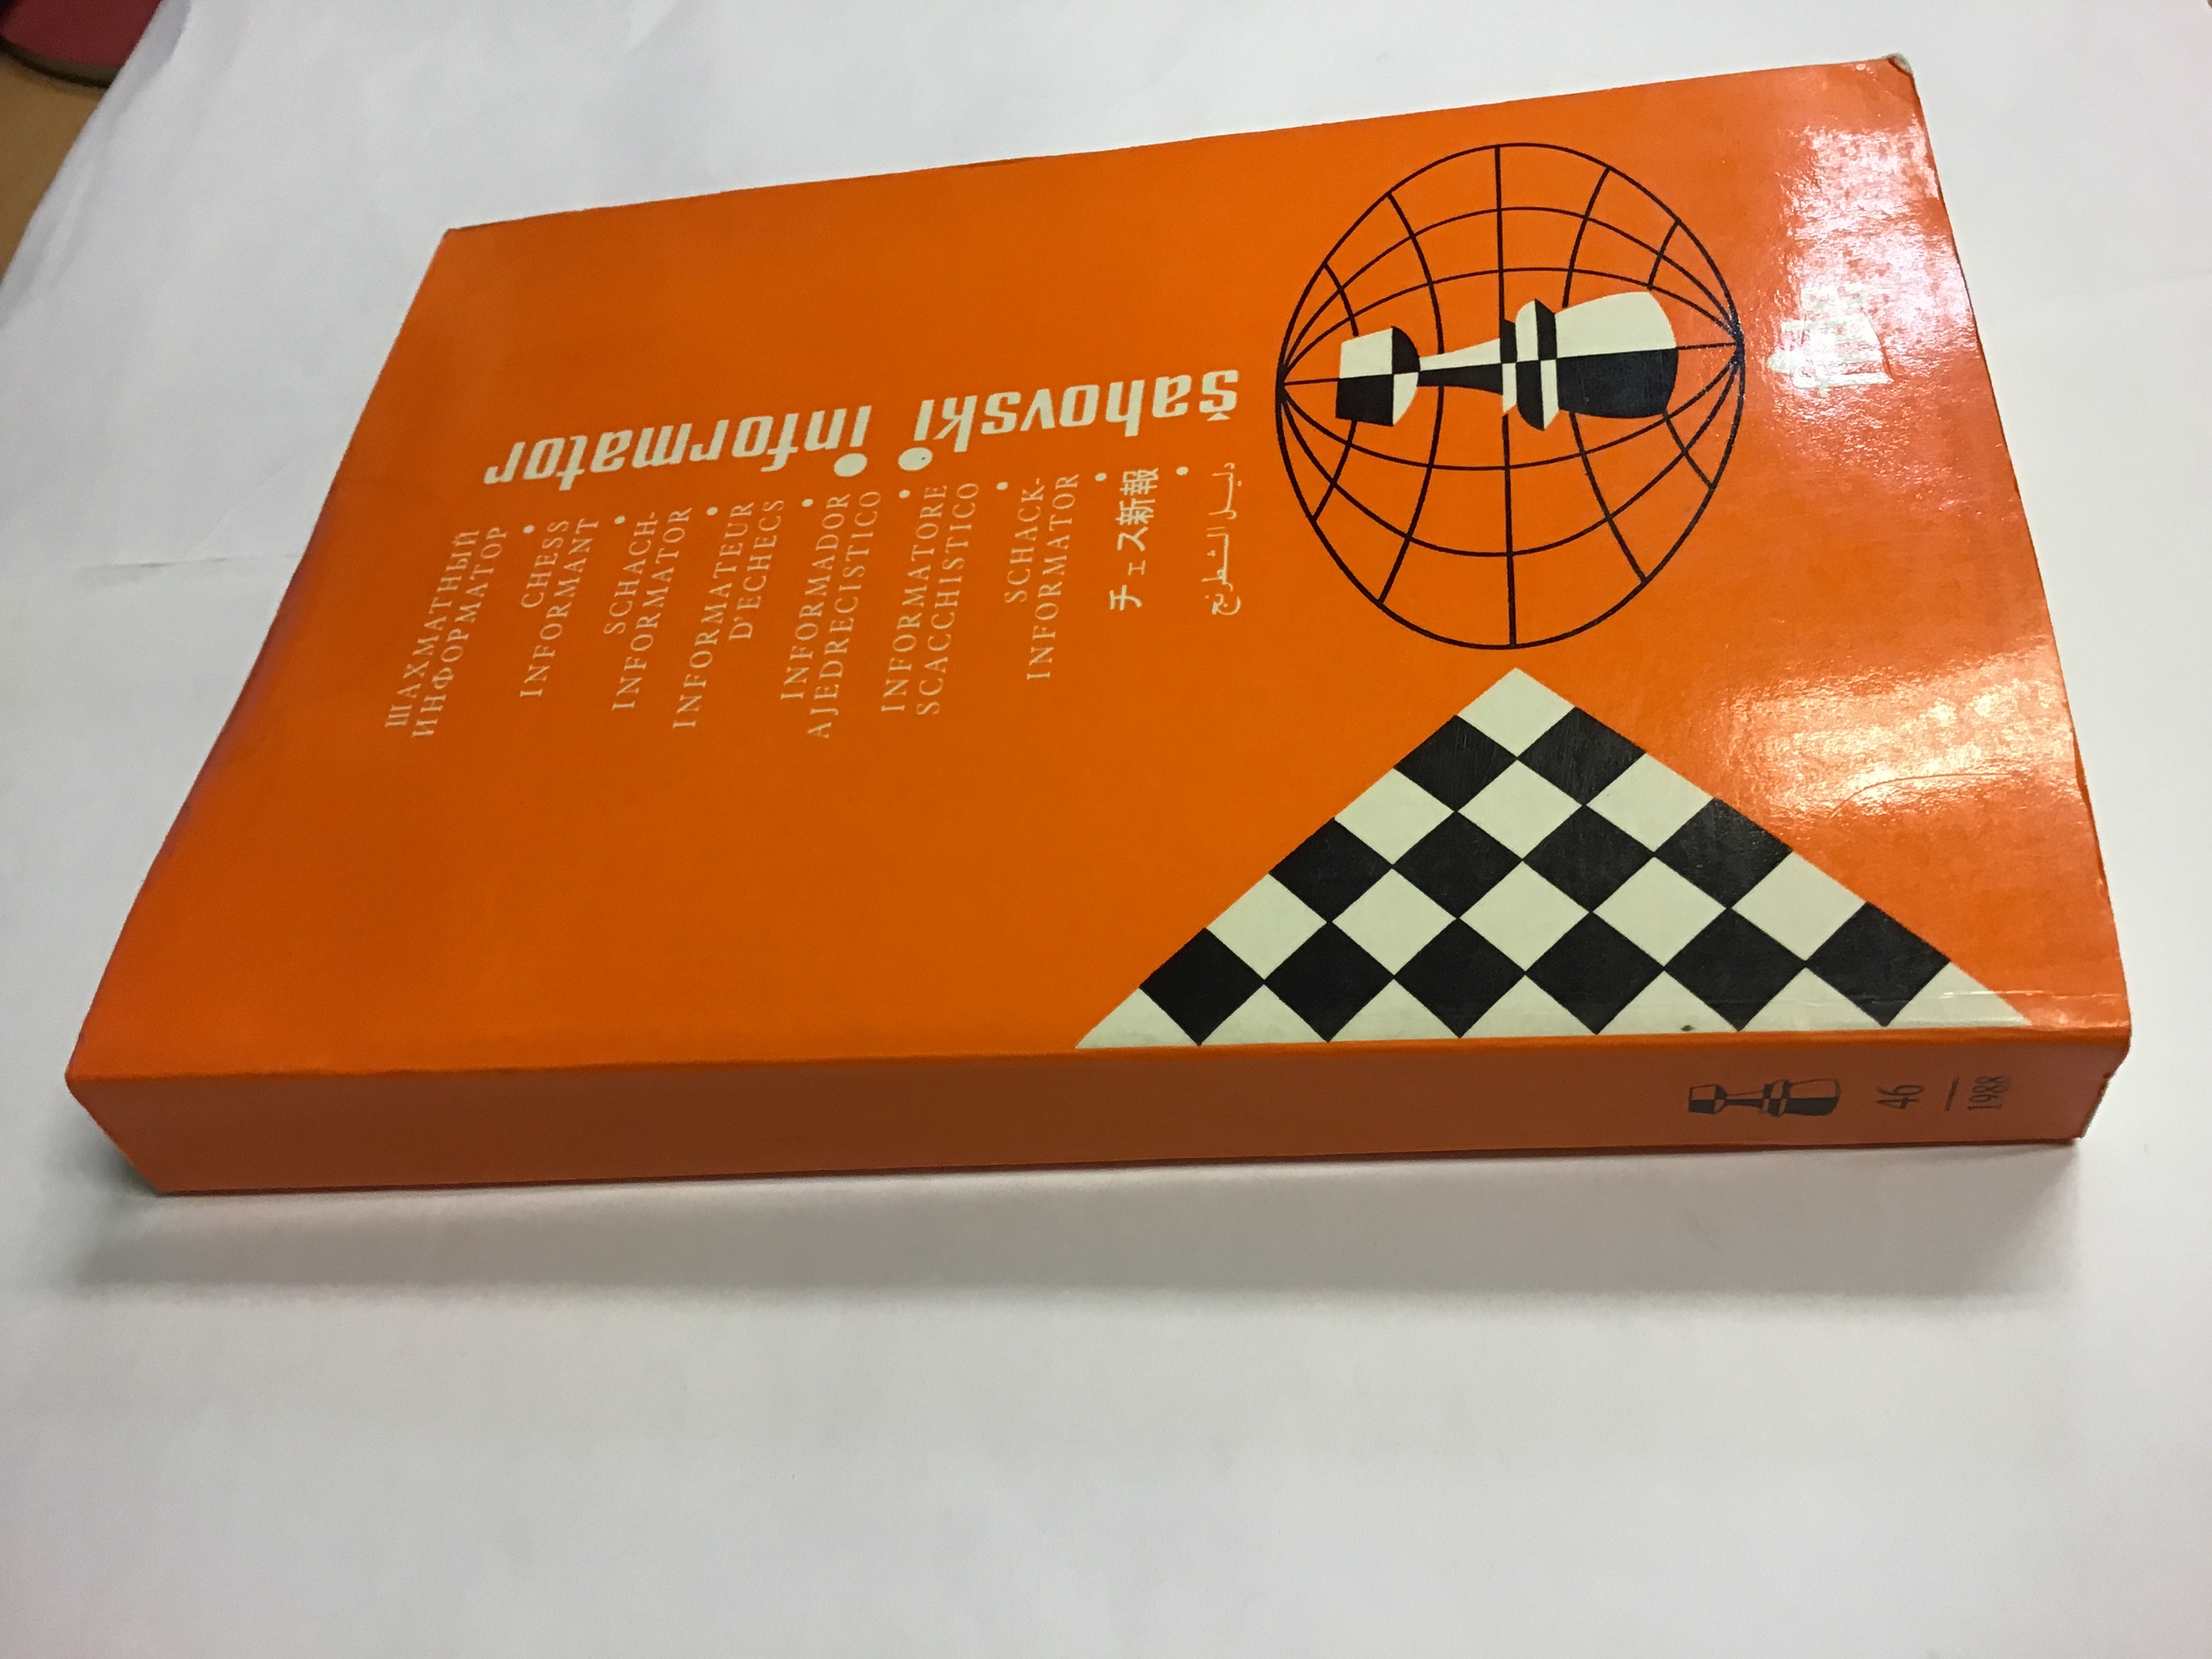 šahovski informator
ШАХМАТНЫЙ
ИНФОРМАТОР
CHESS
INFORMANT
SCHACH-
INFORMATOR
INFORMATEUR
D'ECHECS
INFORMADOR
AJEDRECISTICO
INFORMATORE
SCACCHISTICO
SCHACK-
INFORMATOR
チェス新報
دليل الشطرنج
46
1988